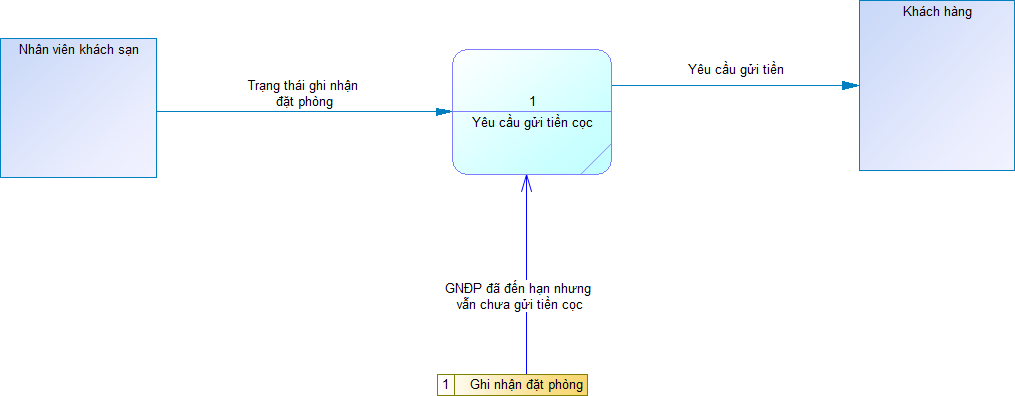 Khách hàng
Nhân viên khách sạn
Yêu cầu gửi tiền
Trạng thái ghi nhận
đặt phòng
1
Yêu cầu gửi tiền cọc
GNĐP đã đến hạn nhưng
vẫn chưa gửi tiền cọc
1 Ghi nhận đặt phòng